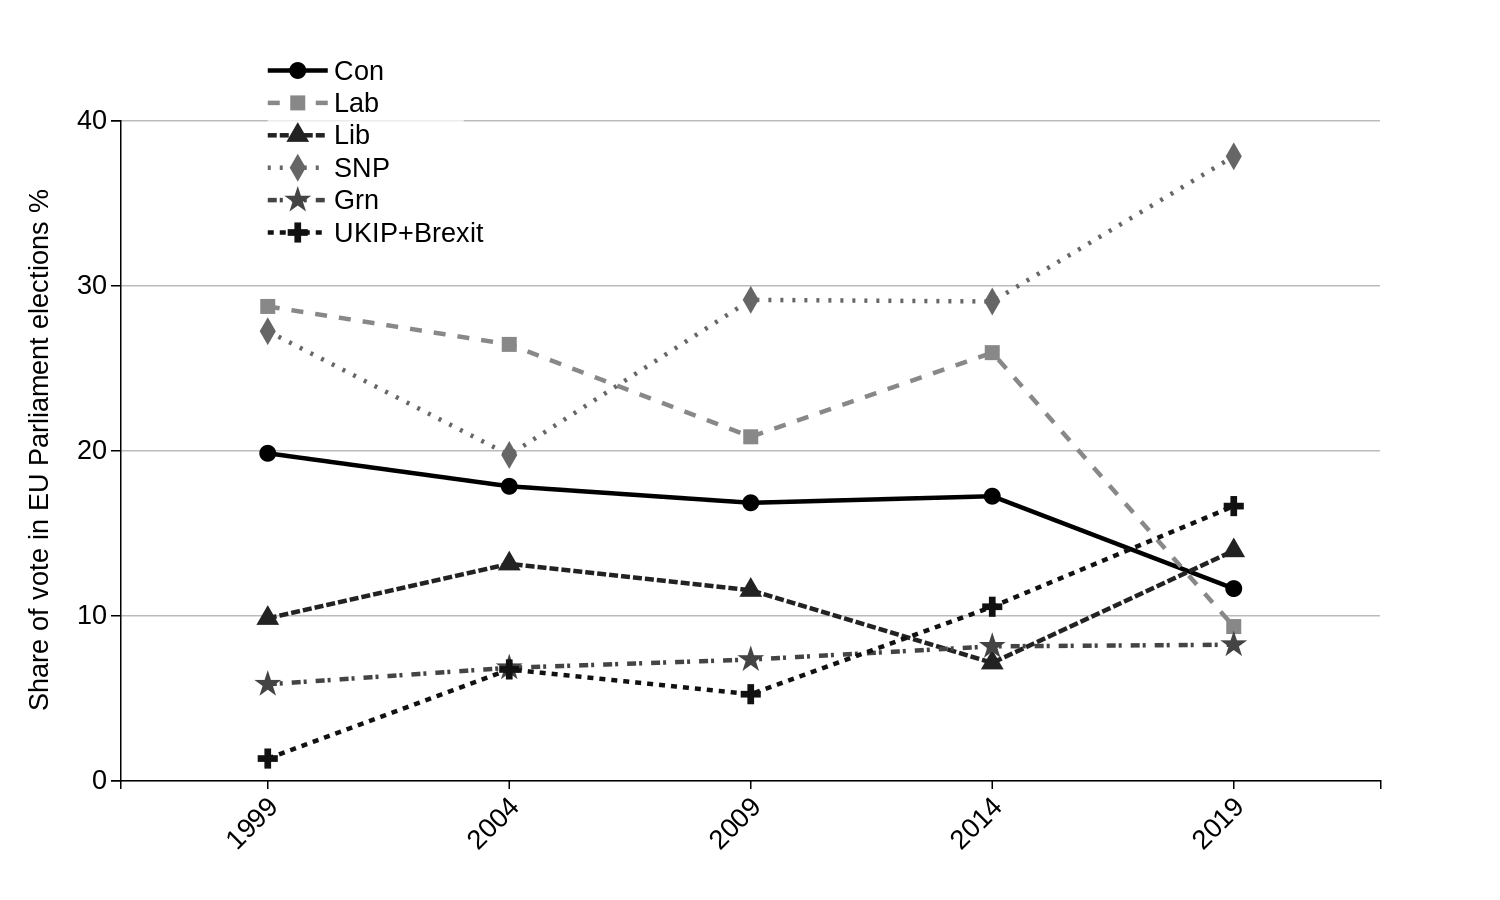 Con
Lab
Lib
SNP
Grn
UKIP+Brexit
Share of vote in EU Parliament elections %
40
30
20
10
0
1999
2004
2009
2014
2019